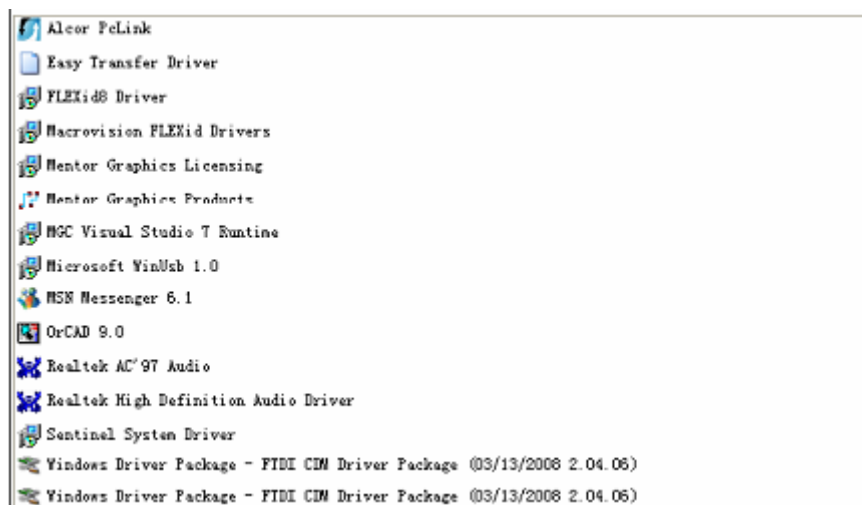 Alcor PcLink
Easy Transfer Driver
FLEXid8 Driver
Macrovision FLEXid Drivers
Mentor Graphics Licensing
Mentor Graphics Products
MGC Visual Studio 7 Runtime
Microsoft WinUsb 1.0
MSN Messenger 6.1
OrCAD 9.0
Realtek AC'97 Audio
Realtek High Definition Audio Driver
Sentinel System Driver
Windows Driver Package - FTDI CDM Driver Package (03/13/2008 2.04.06)
Windows Driver Package - FTDI CDM Driver Package (03/13/2008 2.04.06)